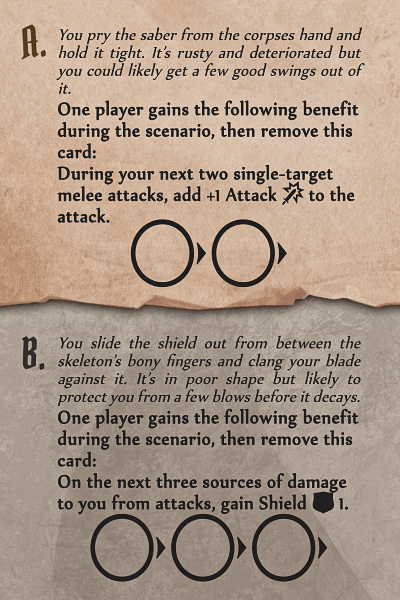 A. You pry the saber from the corpses hand and
hold it tight. It's rusty and deteriorated but
you could likely get a few good swings out of
it.
One player gains the following benefit
during the scenario, then remove this
card:
During your next two single-target
melee attacks, add +1 Attack to the
attack.
B. You slide the shield out from between the
skeleton's bony fingers and clang your blade
against it. It's in poor shape but likely to
protect you from a few blows before it decays.
One player gains the following benefit
during the scenario, then remove this
card:
On the next three sources of damage
to you from attacks, gain Shield 1.